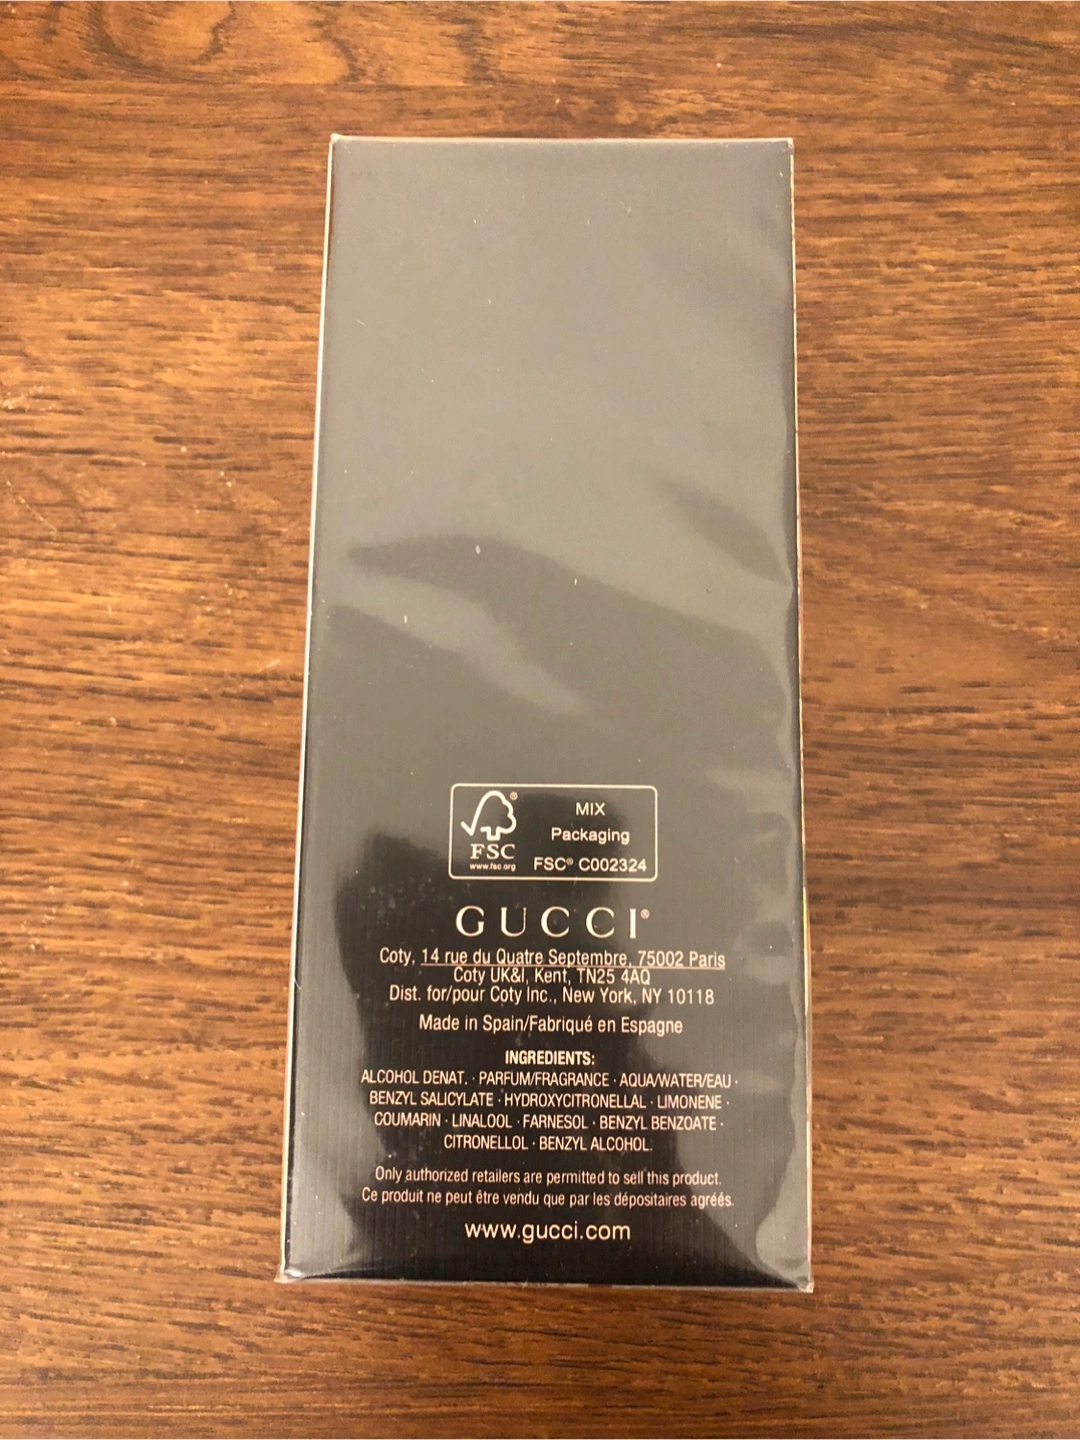 MIX
Packaging
FSC® C002324
FSC®
www.fsc.org
GUCCI®
Coty, 14 rue du Quatre Septembre, 75002 Paris
Coty UK&I, Kent, TN25 4AQ
Dist. for/pour Coty Inc., New York, NY 10118
Made in Spain/Fabriqué en Espagne
INGREDIENTS:
ALCOHOL DENAT. · PARFUM/FRAGRANCE · AQUA/WATER/EAU ·
BENZYL SALICYLATE · HYDROXYCITRONELLAL · LIMONENE ·
COUMARIN · LINALOOL · FARNESOL · BENZYL BENZOATE ·
CITRONELLOL · BENZYL ALCOHOL.
Only authorized retailers are permitted to sell this product.
Ce produit ne peut être vendu que par les dépositaires agréés.
www.gucci.com